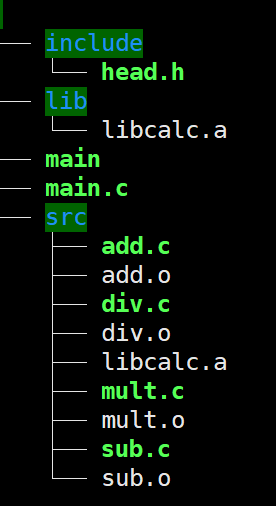 include
head.h
lib
libcalc.a
main
main.c
src
add.c
add.o
div.c
div.o
libcalc.a
mult.c
mult.o
sub.c
sub.o